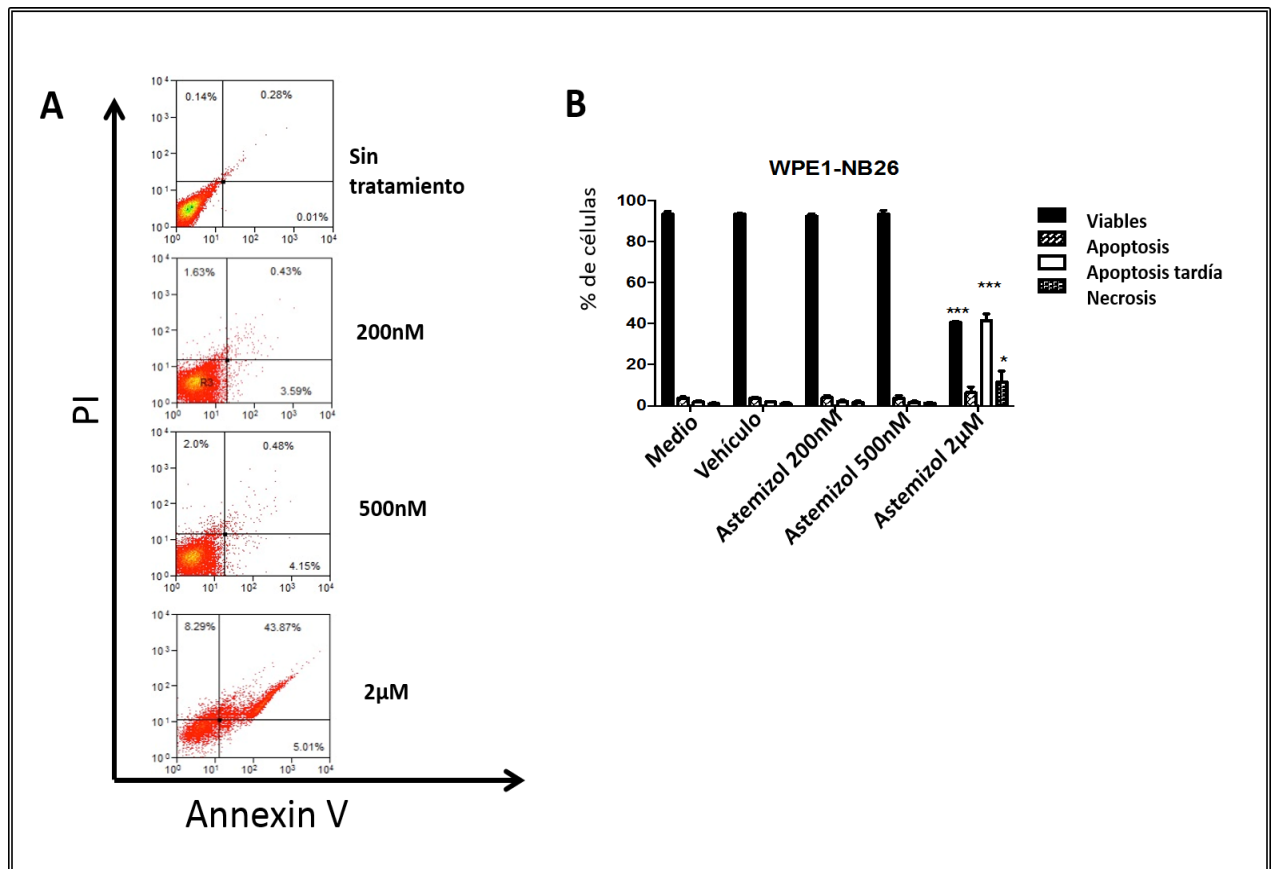 A
PI
Annexin V
10⁴
10³
10²
10¹
10⁰
0.14%
0.28%
0.01%
10⁰
10¹
10²
10³
10⁴
Sin
tratamiento
10⁴
10³
10²
10¹
10⁰
1.63%
0.43%
R3
3.59%
10⁰
10¹
10²
10³
10⁴
200nM
10⁴
10³
10²
10¹
10⁰
2.0%
0.48%
4.15%
10⁰
10¹
10²
10³
10⁴
500nM
10⁴
10³
10²
10¹
10⁰
8.29%
43.87%
5.01%
10⁰
10¹
10²
10³
10⁴
2µM
B
WPE1-NB26
% de células
100
80
60
40
20
0
***
***
*
Medio
Vehículo
Astemizol 200nM
Astemizol 500nM
Astemizol 2µM
Viables
Apoptosis
Apoptosis tardía
Necrosis